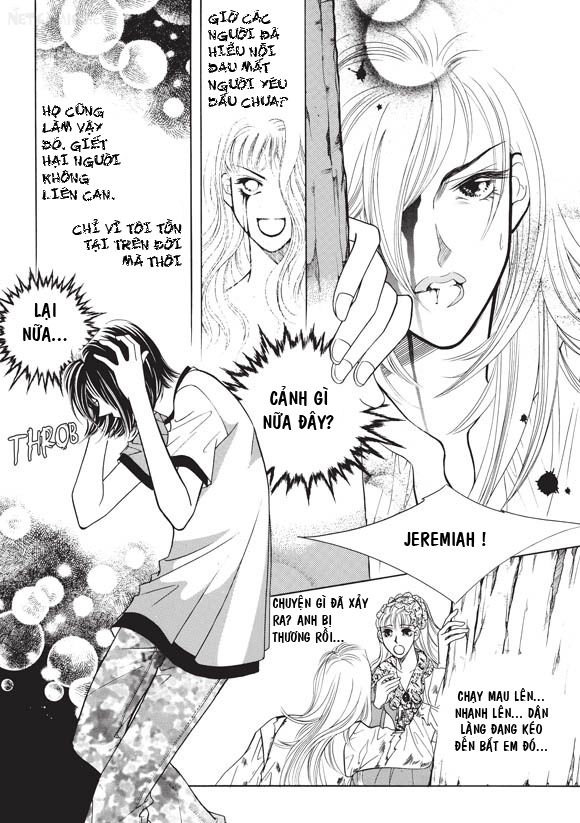 GIỜ CÁC
NGƯỜI ĐÃ
HIỂU NỖI
ĐAU MẤT
NGƯỜI YÊU
DẤU CHƯA?
HỌ CŨNG
LÀM VẬY
ĐÓ. GIẾT
HẠI NGƯỜI
KHÔNG
LIÊN CAN.
CHỈ VÌ TÔI TỒN
TẠI TRÊN ĐỜI
MÀ THÔI
LẠI
NỮA...
THROB
CẢNH GÌ
NỮA ĐÂY?
JEREMIAH !
CHUYỆN GÌ ĐÃ XẢY
RA? ANH BỊ
THƯƠNG RỒI...
CHẠY MAU LÊN...
NHANH LÊN... DÂN
LÀNG ĐANG KÉO
ĐẾN BẮT EM ĐÓ...